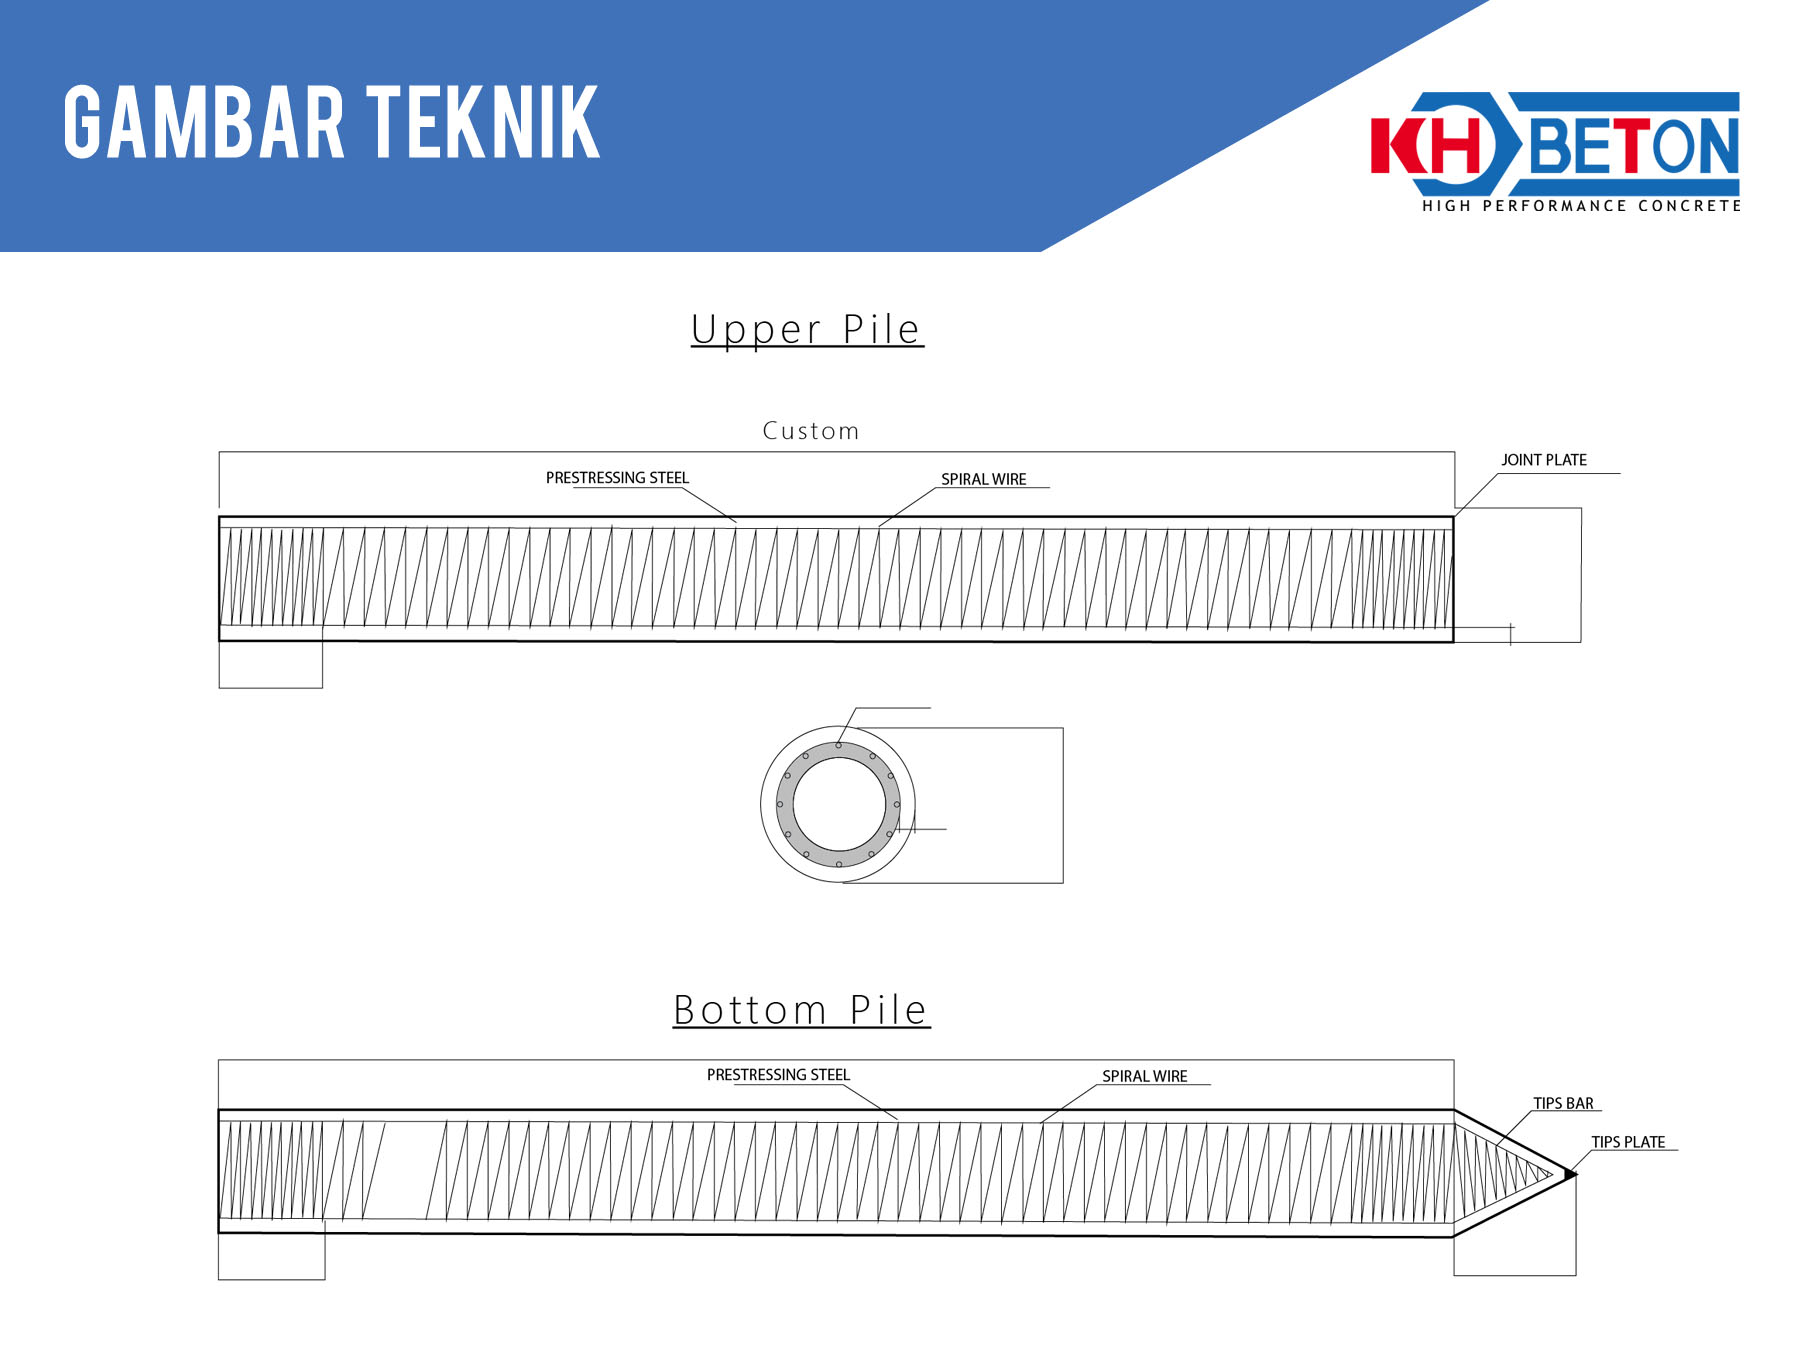 GAMBAR TEKNIK
KH BETON
HIGH PERFORMANCE CONCRETE
Upper Pile
Custom
PRESTRESSING STEEL
SPIRAL WIRE
JOINT PLATE
Bottom Pile
PRESTRESSING STEEL
SPIRAL WIRE
TIPS BAR
TIPS PLATE